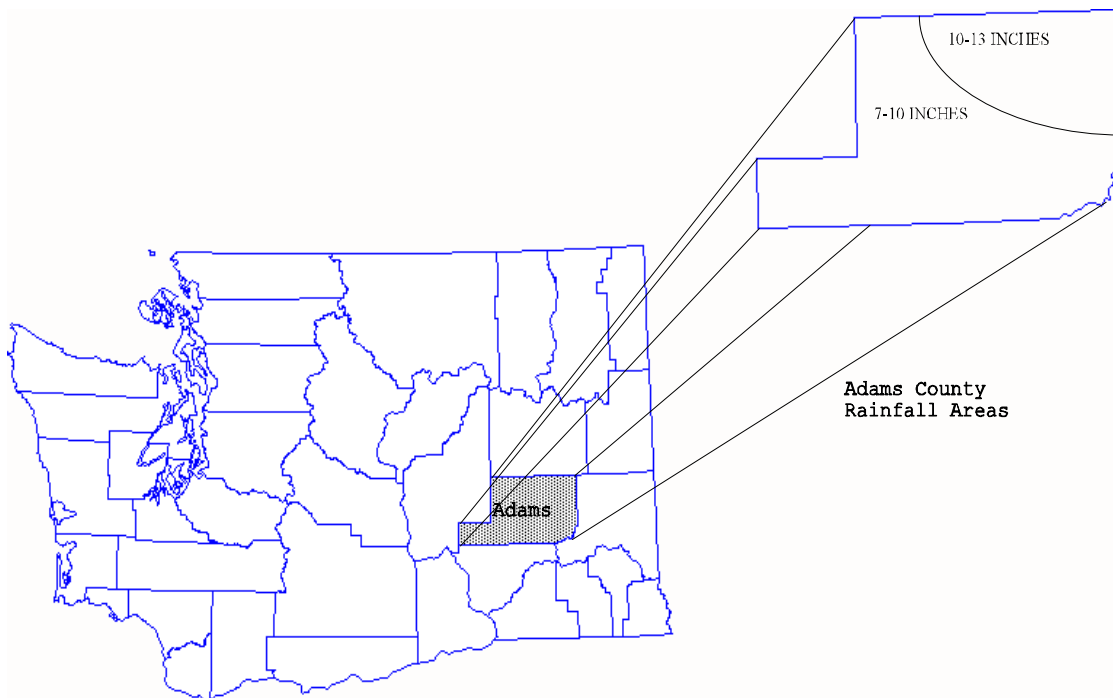 10-13 INCHES
7-10 INCHES
Adams County
Rainfall Areas
Adams